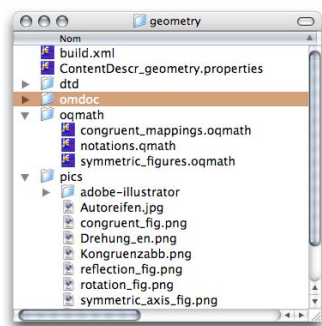 geometry
Nom
build.xml
ContentDescr_geometry.properties
dtd
omdoc
oqmath
congruent_mappings.oqmath
notations.qmath
symmetric_figures.oqmath
pics
adobe-illustrator
Autoreifen.jpg
congruent_fig.png
Drehung_en.png
Kongruenzabb.png
reflection_fig.png
rotation_fig.png
symmetric_axis_fig.png